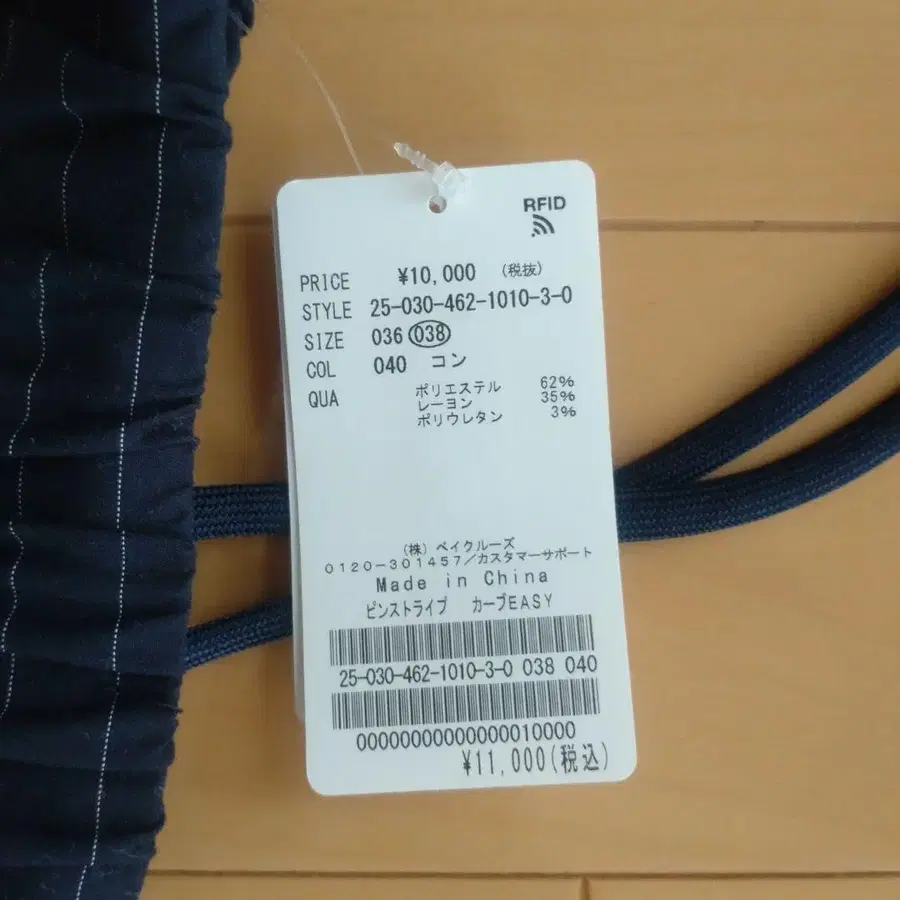 RFID
PRICE ¥10,000 (税抜)
STYLE 25-030-462-1010-3-0
SIZE 036 038
COL 040 コン
QUA ポリエステル 62%
レーヨン 35%
ポリウレタン 3%
(株) ベイクルーズ
0120-301457/カスタマーサポート
Made in China
ピンストライプ カーブEASY
25-030-462-1010-3-0 038 040
00000000000000010000
¥11,000(税込)